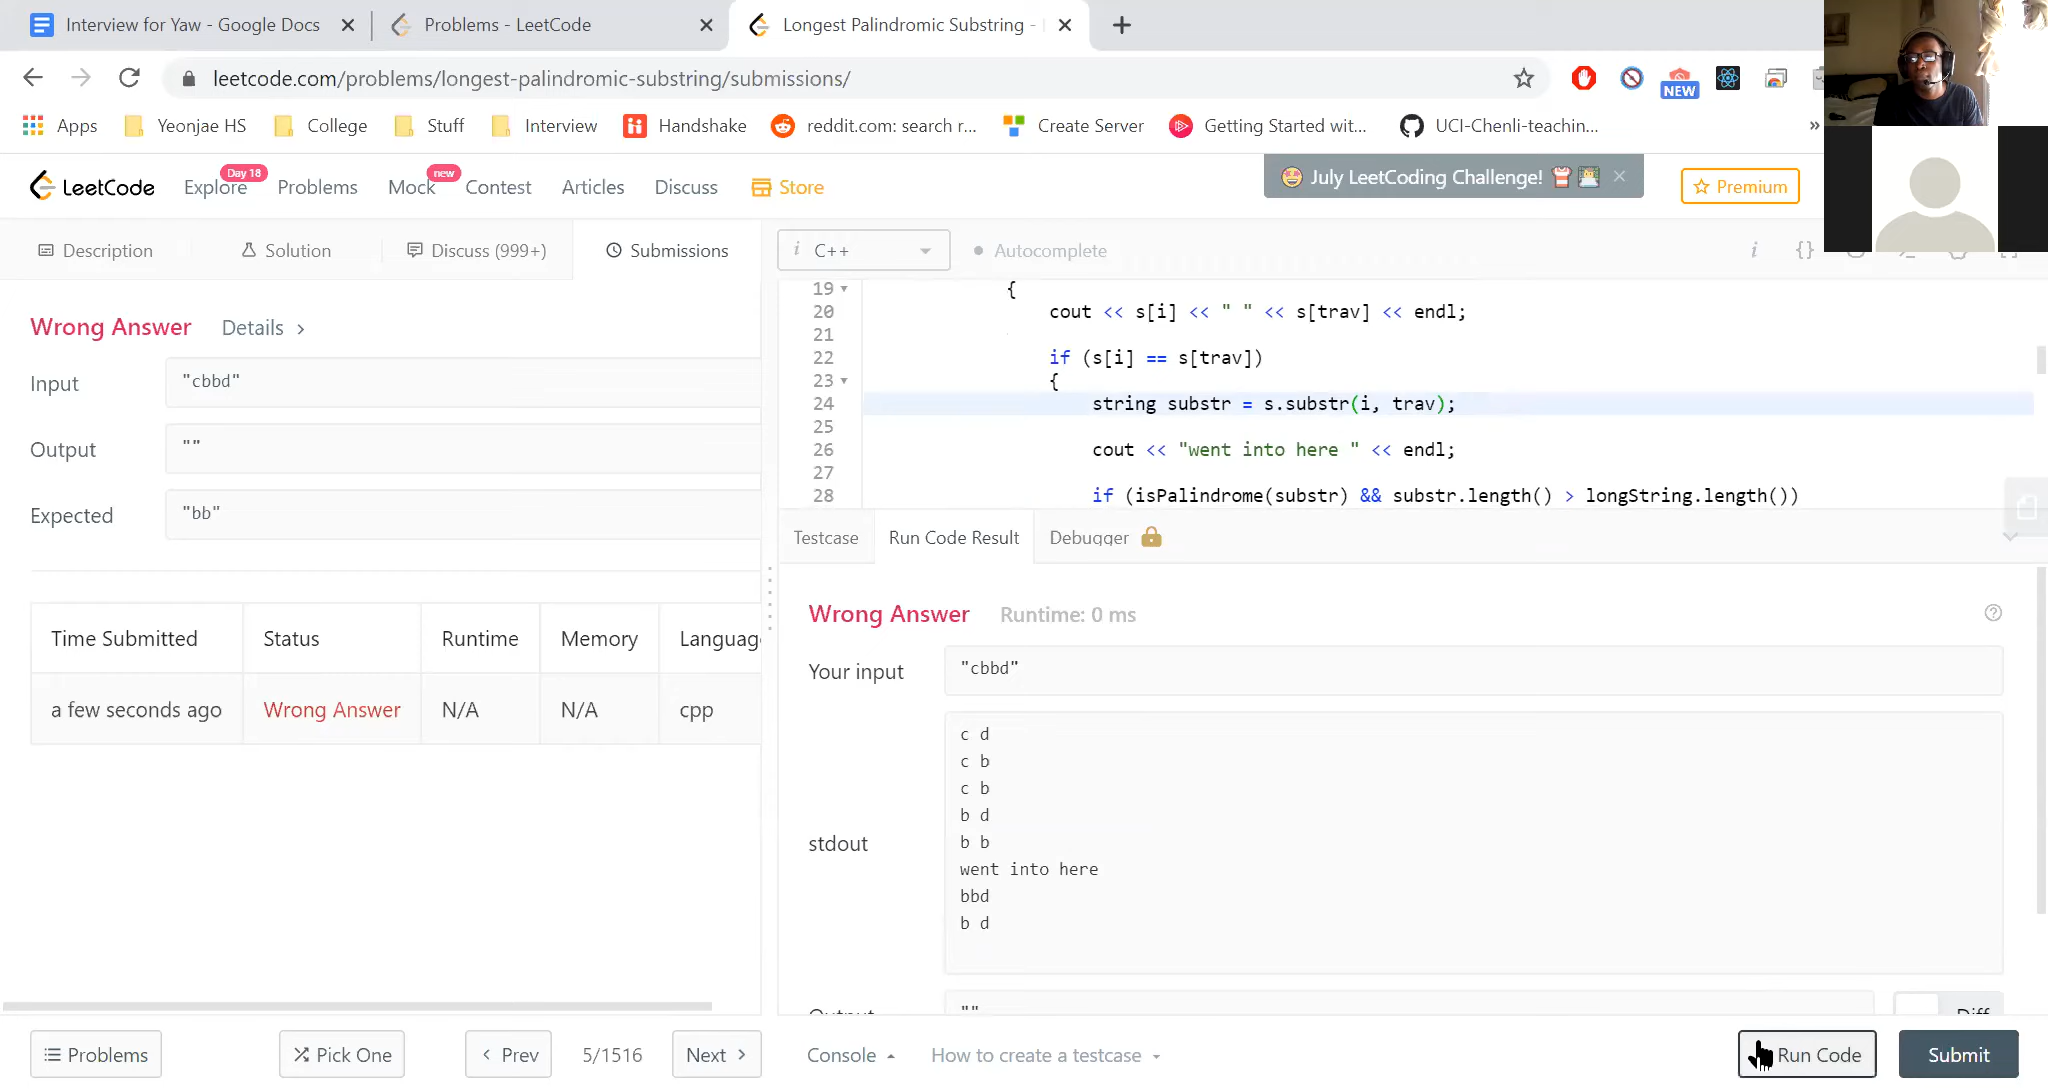 Interview for Yaw - Google Docs
Problems - LeetCode
Longest Palindromic Substring -
leetcode.com/problems/longest-palindromic-substring/submissions/
NEW
Apps
Yeonjae HS
College
Stuff
Interview
Handshake
reddit.com: search r...
Create Server
Getting Started wit...
UCI-Chenli-teachin...
»
LeetCode
Explore
Day 18
Problems
Mock
new
Contest
Articles
Discuss
Store
July LeetCoding Challenge!
Premium
Description
Solution
Discuss (999+)
Submissions
i C++
Autocomplete
i {}
Wrong Answer
Details >
Input
"cbbd"
Output
""
Expected
"bb"
Time Submitted Status Runtime Memory Languag
a few seconds ago Wrong Answer N/A N/A cpp
19 {
20 cout << s[i] << " " << s[trav] << endl;
21
22 if (s[i] == s[trav])
23 {
24 string substr = s.substr(i, trav);
25
26 cout << "went into here " << endl;
27
28 if (isPalindrome(substr) && substr.length() > longString.length())
Testcase
Run Code Result
Debugger
Wrong Answer
Runtime: 0 ms
Your input
"cbbd"
stdout
c d
c b
c b
b d
b b
went into here
bbd
b d
Output
""
Diff
Problems
Pick One
< Prev
5/1516
Next >
Console
How to create a testcase
Run Code
Submit